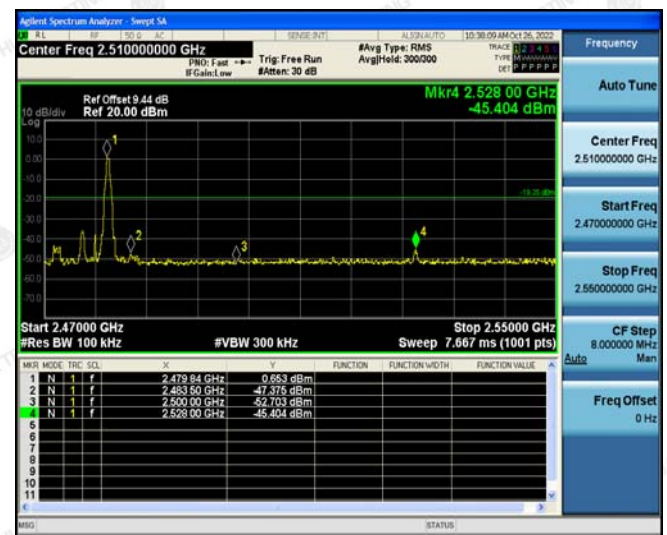 Agilent Spectrum Analyzer - Swept SA
RL RF 50 Ω AC SENSE:INT ALIGN AUTO 10:38:09 AM Oct 26, 2022
Center Freq 2.510000000 GHz
PNO: Fast Trig: Free Run
IFGain:Low #Atten: 30 dB
#Avg Type: RMS
Avg|Hold: 300/300
TRACE 1 2 3 4 5 6
TYPE M
DET P P P P P P
Ref Offset 9.44 dB
10 dB/div Ref 20.00 dBm
Log
Mkr4 2.528 00 GHz
-45.404 dBm
10.0
0.00
-10.0
-20.0
-30.0
-40.0
-50.0
-60.0
-70.0
1
2
3
4
-19.35 dBm
Start 2.47000 GHz Stop 2.55000 GHz
#Res BW 100 kHz #VBW 300 kHz Sweep 7.667 ms (1001 pts)
MKR MODE TRC SCL X Y FUNCTION FUNCTION WIDTH FUNCTION VALUE
1 N 1 f 2.479 84 GHz 0.653 dBm
2 N 1 f 2.483 50 GHz -47.375 dBm
3 N 1 f 2.500 00 GHz -52.703 dBm
4 N 1 f 2.528 00 GHz -45.404 dBm
5
6
7
8
9
10
11
MSG STATUS
Frequency
Auto Tune
Center Freq
2.510000000 GHz
Start Freq
2.470000000 GHz
Stop Freq
2.550000000 GHz
CF Step
8.000000 MHz
Auto Man
Freq Offset
0 Hz